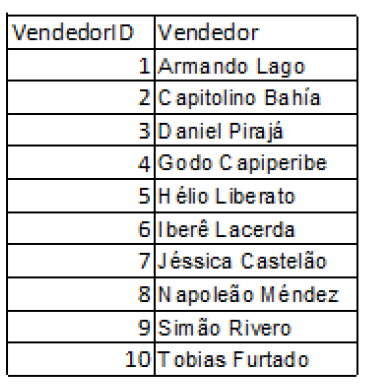 VendedorID Vendedor
1 Armando Lago
2 Capitolino Bahía
3 Daniel Pirajá
4 Godo Capiperibe
5 Hélio Liberato
6 Iberê Lacerda
7 Jéssica Castelão
8 Napoleão Méndez
9 Simão Rivero
10 Tobias Furtado